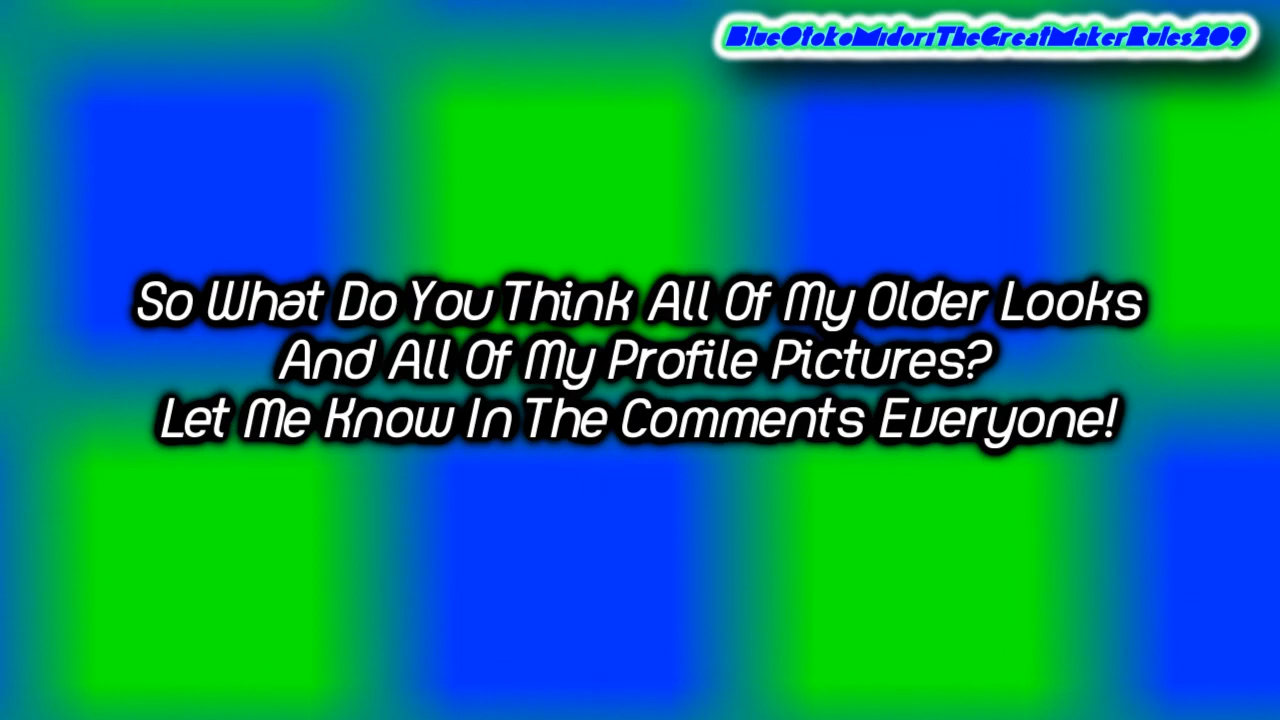 BlueOtokoMidoriTheGreatMakerRules209
So What Do You Think All Of My Older Looks
And All Of My Profile Pictures?
Let Me Know In The Comments Everyone!